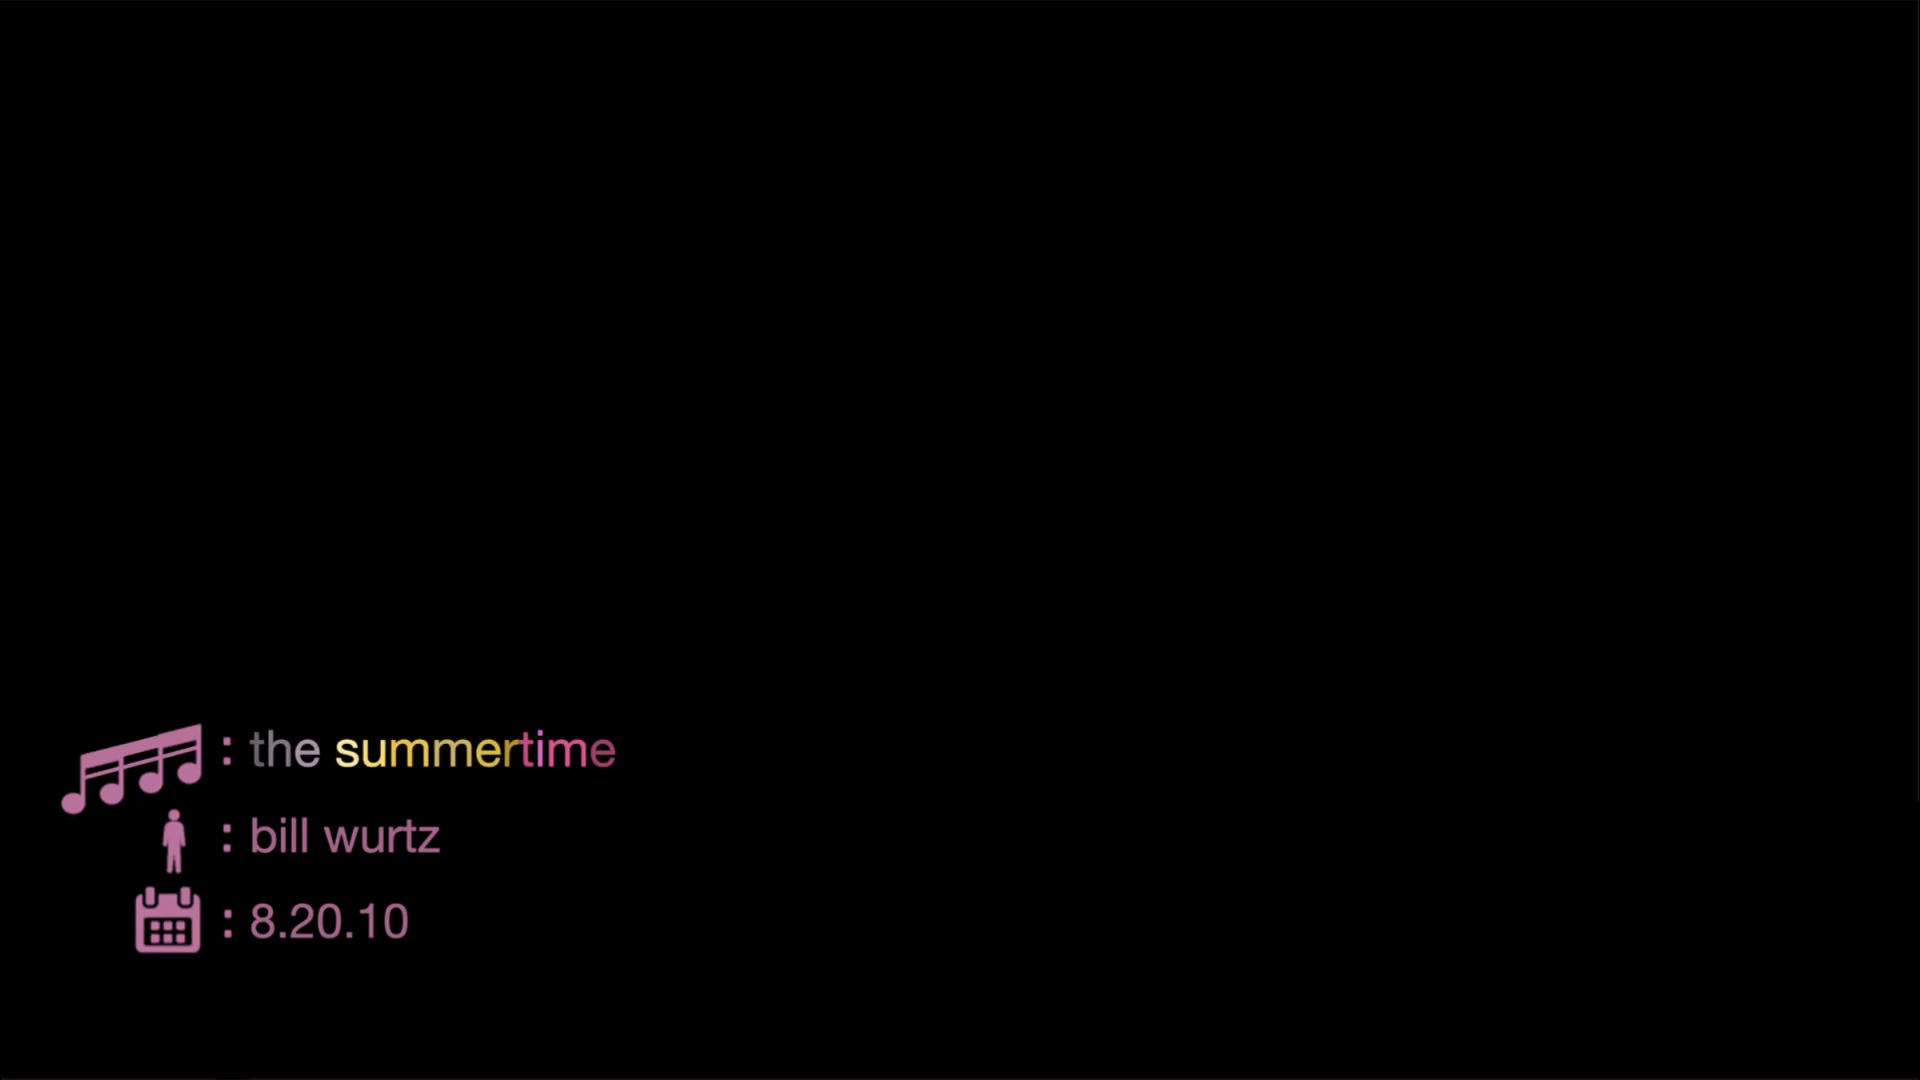 : the summertime
: bill wurtz
: 8.20.10